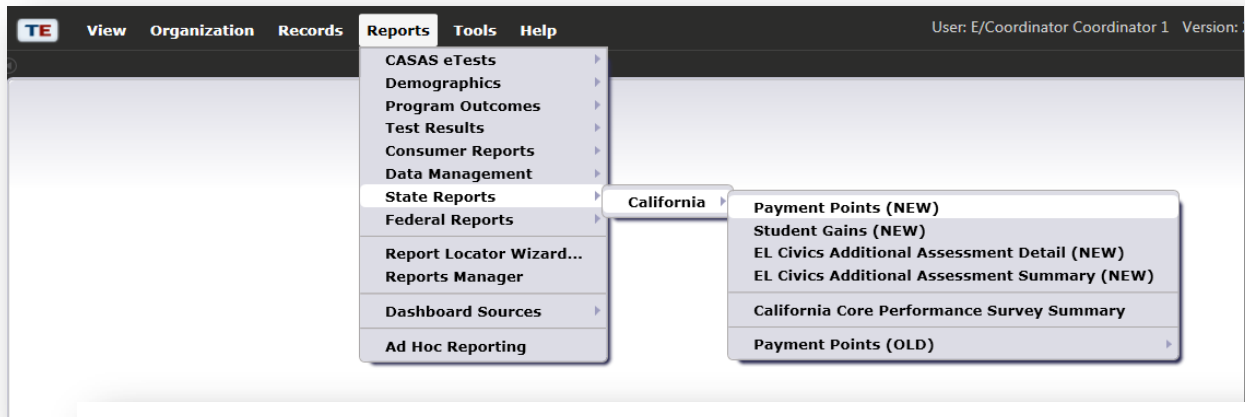 TE View Organization Records Reports Tools Help User: E/Coordinator Coordinator 1 Version:
CASAS eTests
Demographics
Program Outcomes
Test Results
Consumer Reports
Data Management
State Reports
Federal Reports
Report Locator Wizard...
Reports Manager
Dashboard Sources
Ad Hoc Reporting
California
Payment Points (NEW)
Student Gains (NEW)
EL Civics Additional Assessment Detail (NEW)
EL Civics Additional Assessment Summary (NEW)
California Core Performance Survey Summary
Payment Points (OLD)